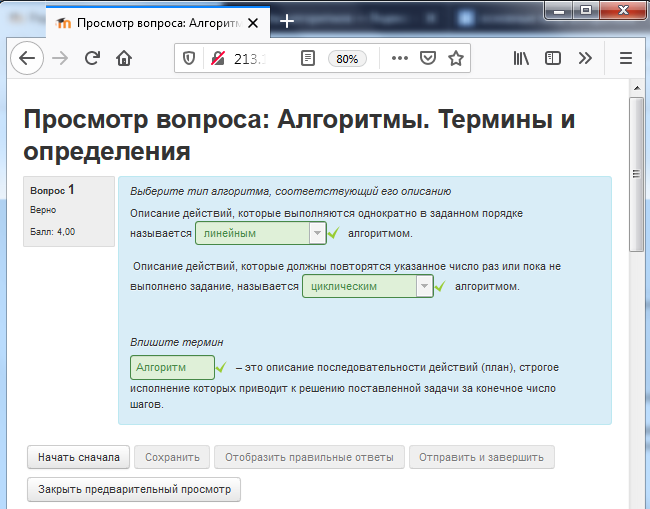 Просмотр вопроса: Алгоритм
213.
80%
Просмотр вопроса: Алгоритмы. Термины и
определения
Вопрос 1
Верно
Балл: 4,00
Выберите тип алгоритма, соответствующий его описанию
Описание действий, которые выполняются однократно в заданном порядке
называется линейным алгоритмом.
Описание действий, которые должны повторятся указанное число раз или пока не
выполнено задание, называется циклическим алгоритмом.
Впишите термин
Алгоритм – это описание последовательности действий (план), строгое
исполнение которых приводит к решению поставленной задачи за конечное число
шагов.
Начать сначала Сохранить Отобразить правильные ответы Отправить и завершить
Закрыть предварительный просмотр